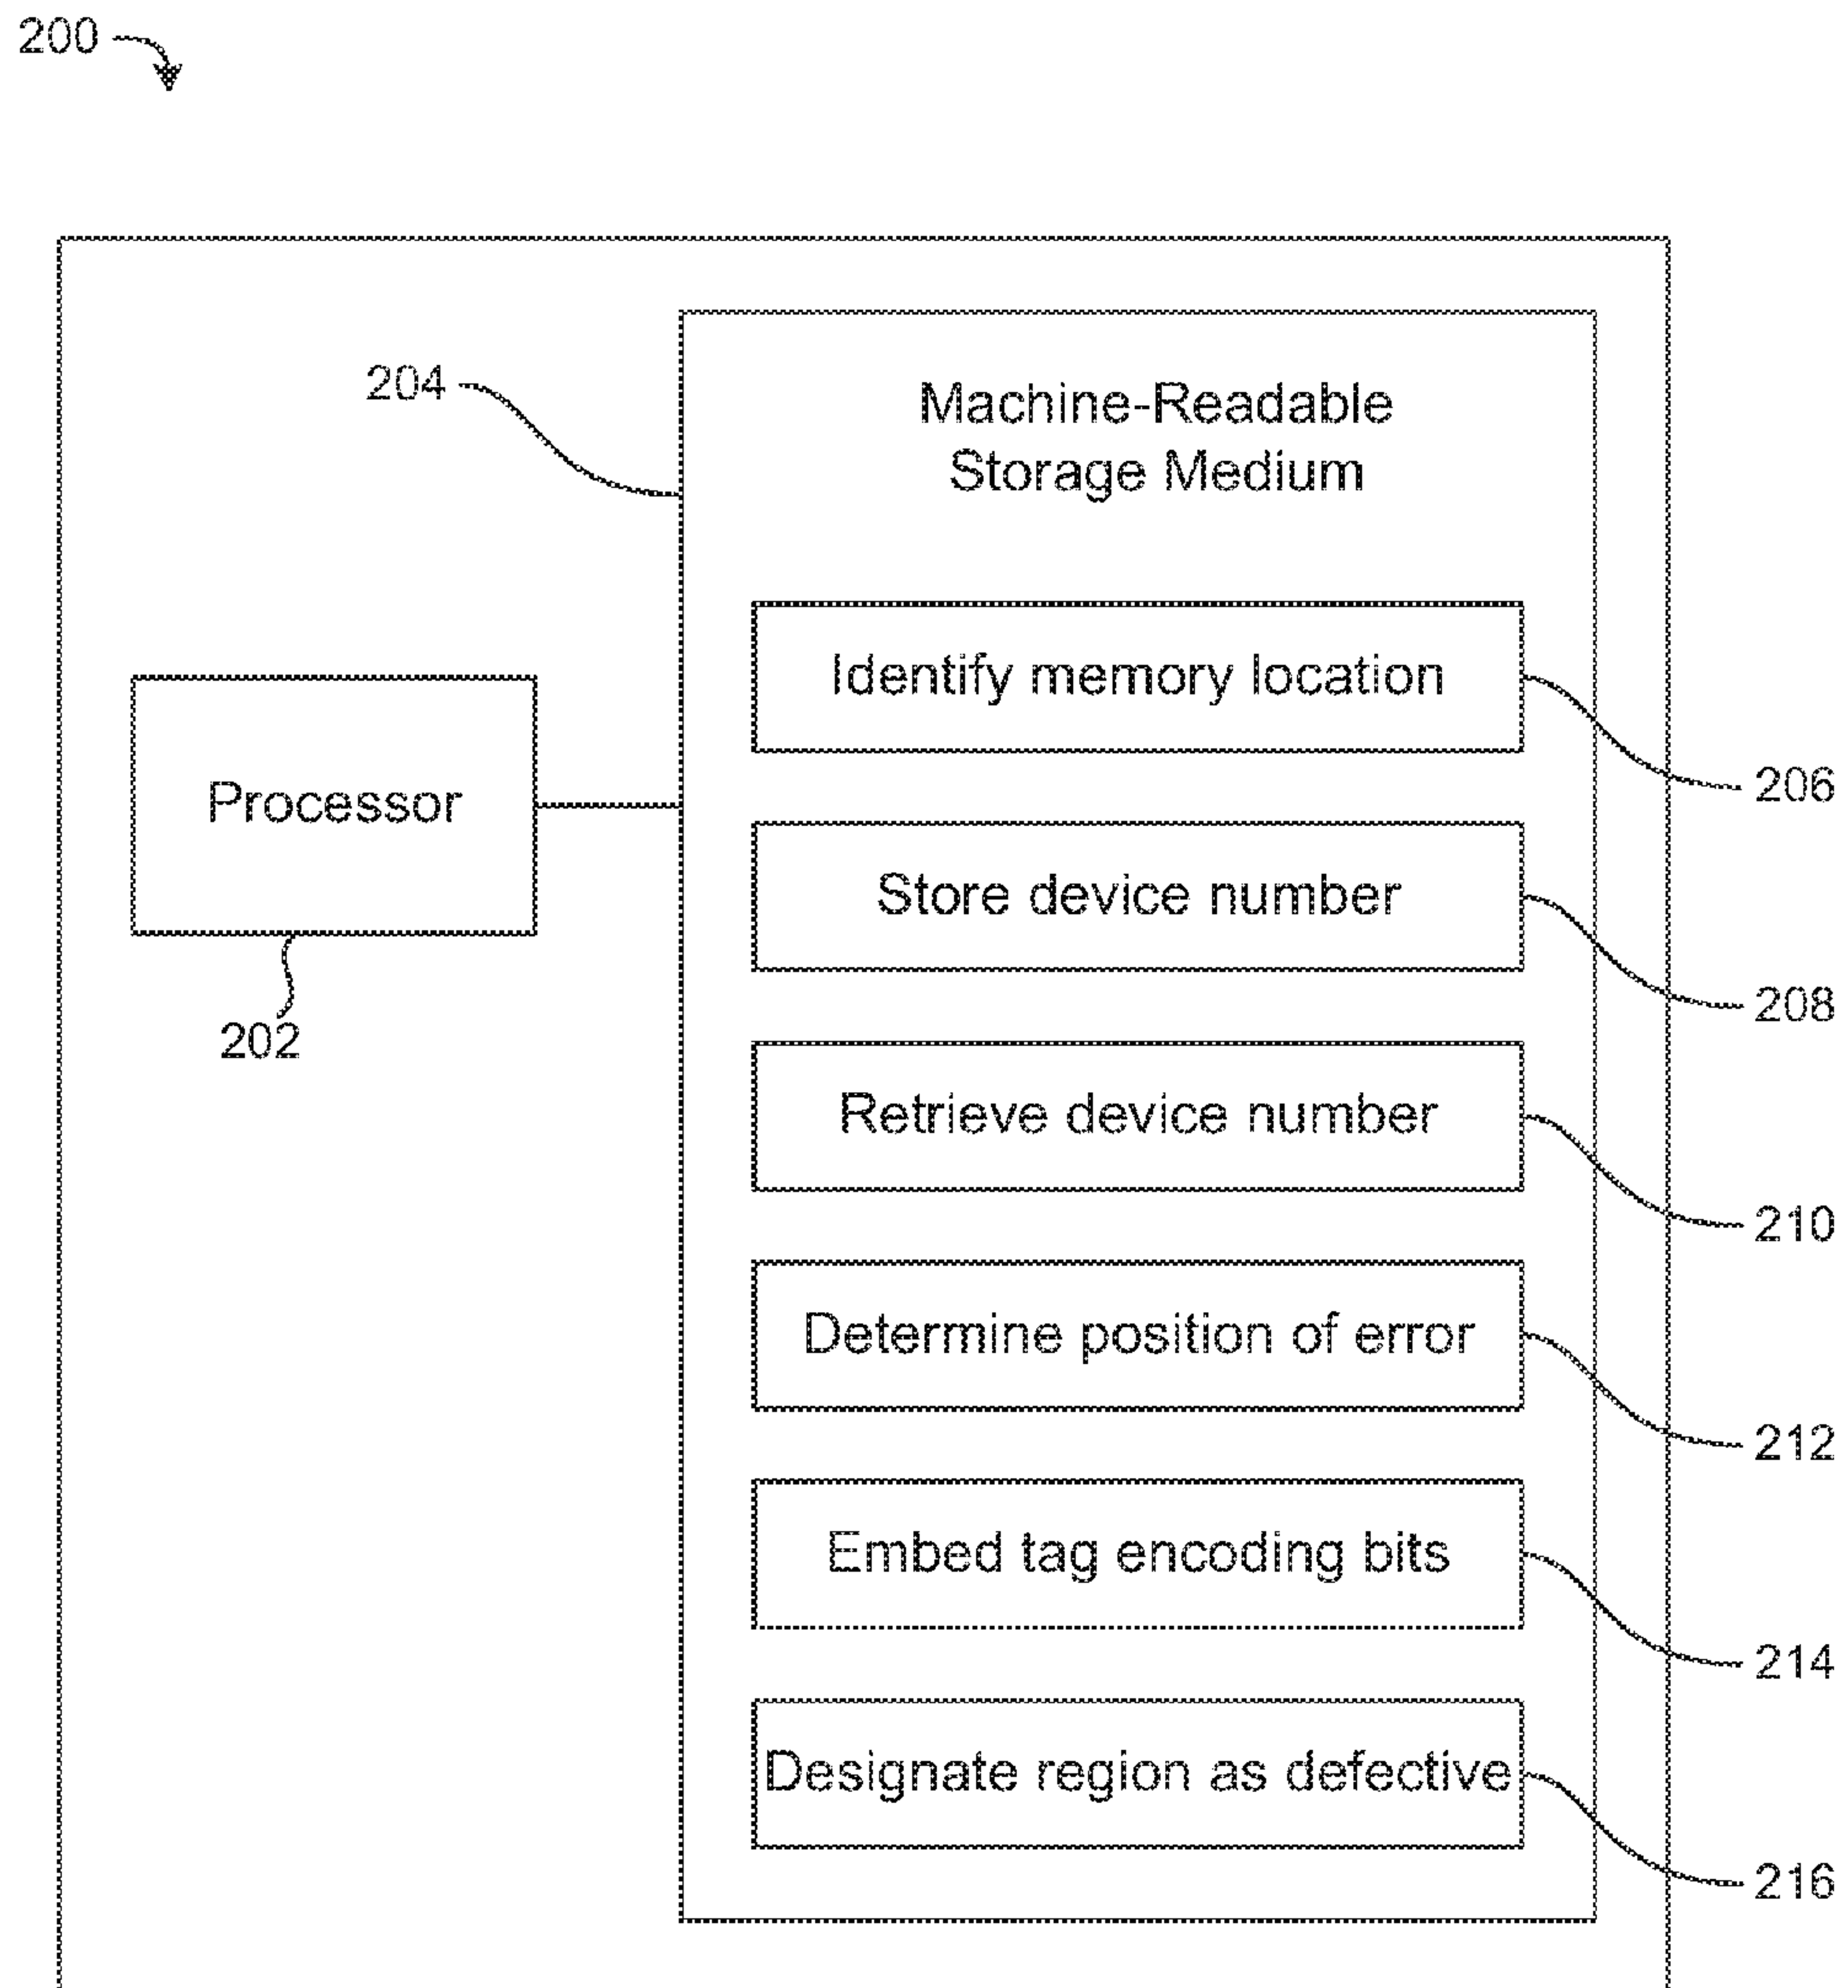 200
204
Machine-Readable
Storage Medium
Identify memory location
206
Processor
Store device number
208
202
Retrieve device number
210
Determine position of error
212
Embed tag encoding bits
214
Designate region as defective
216